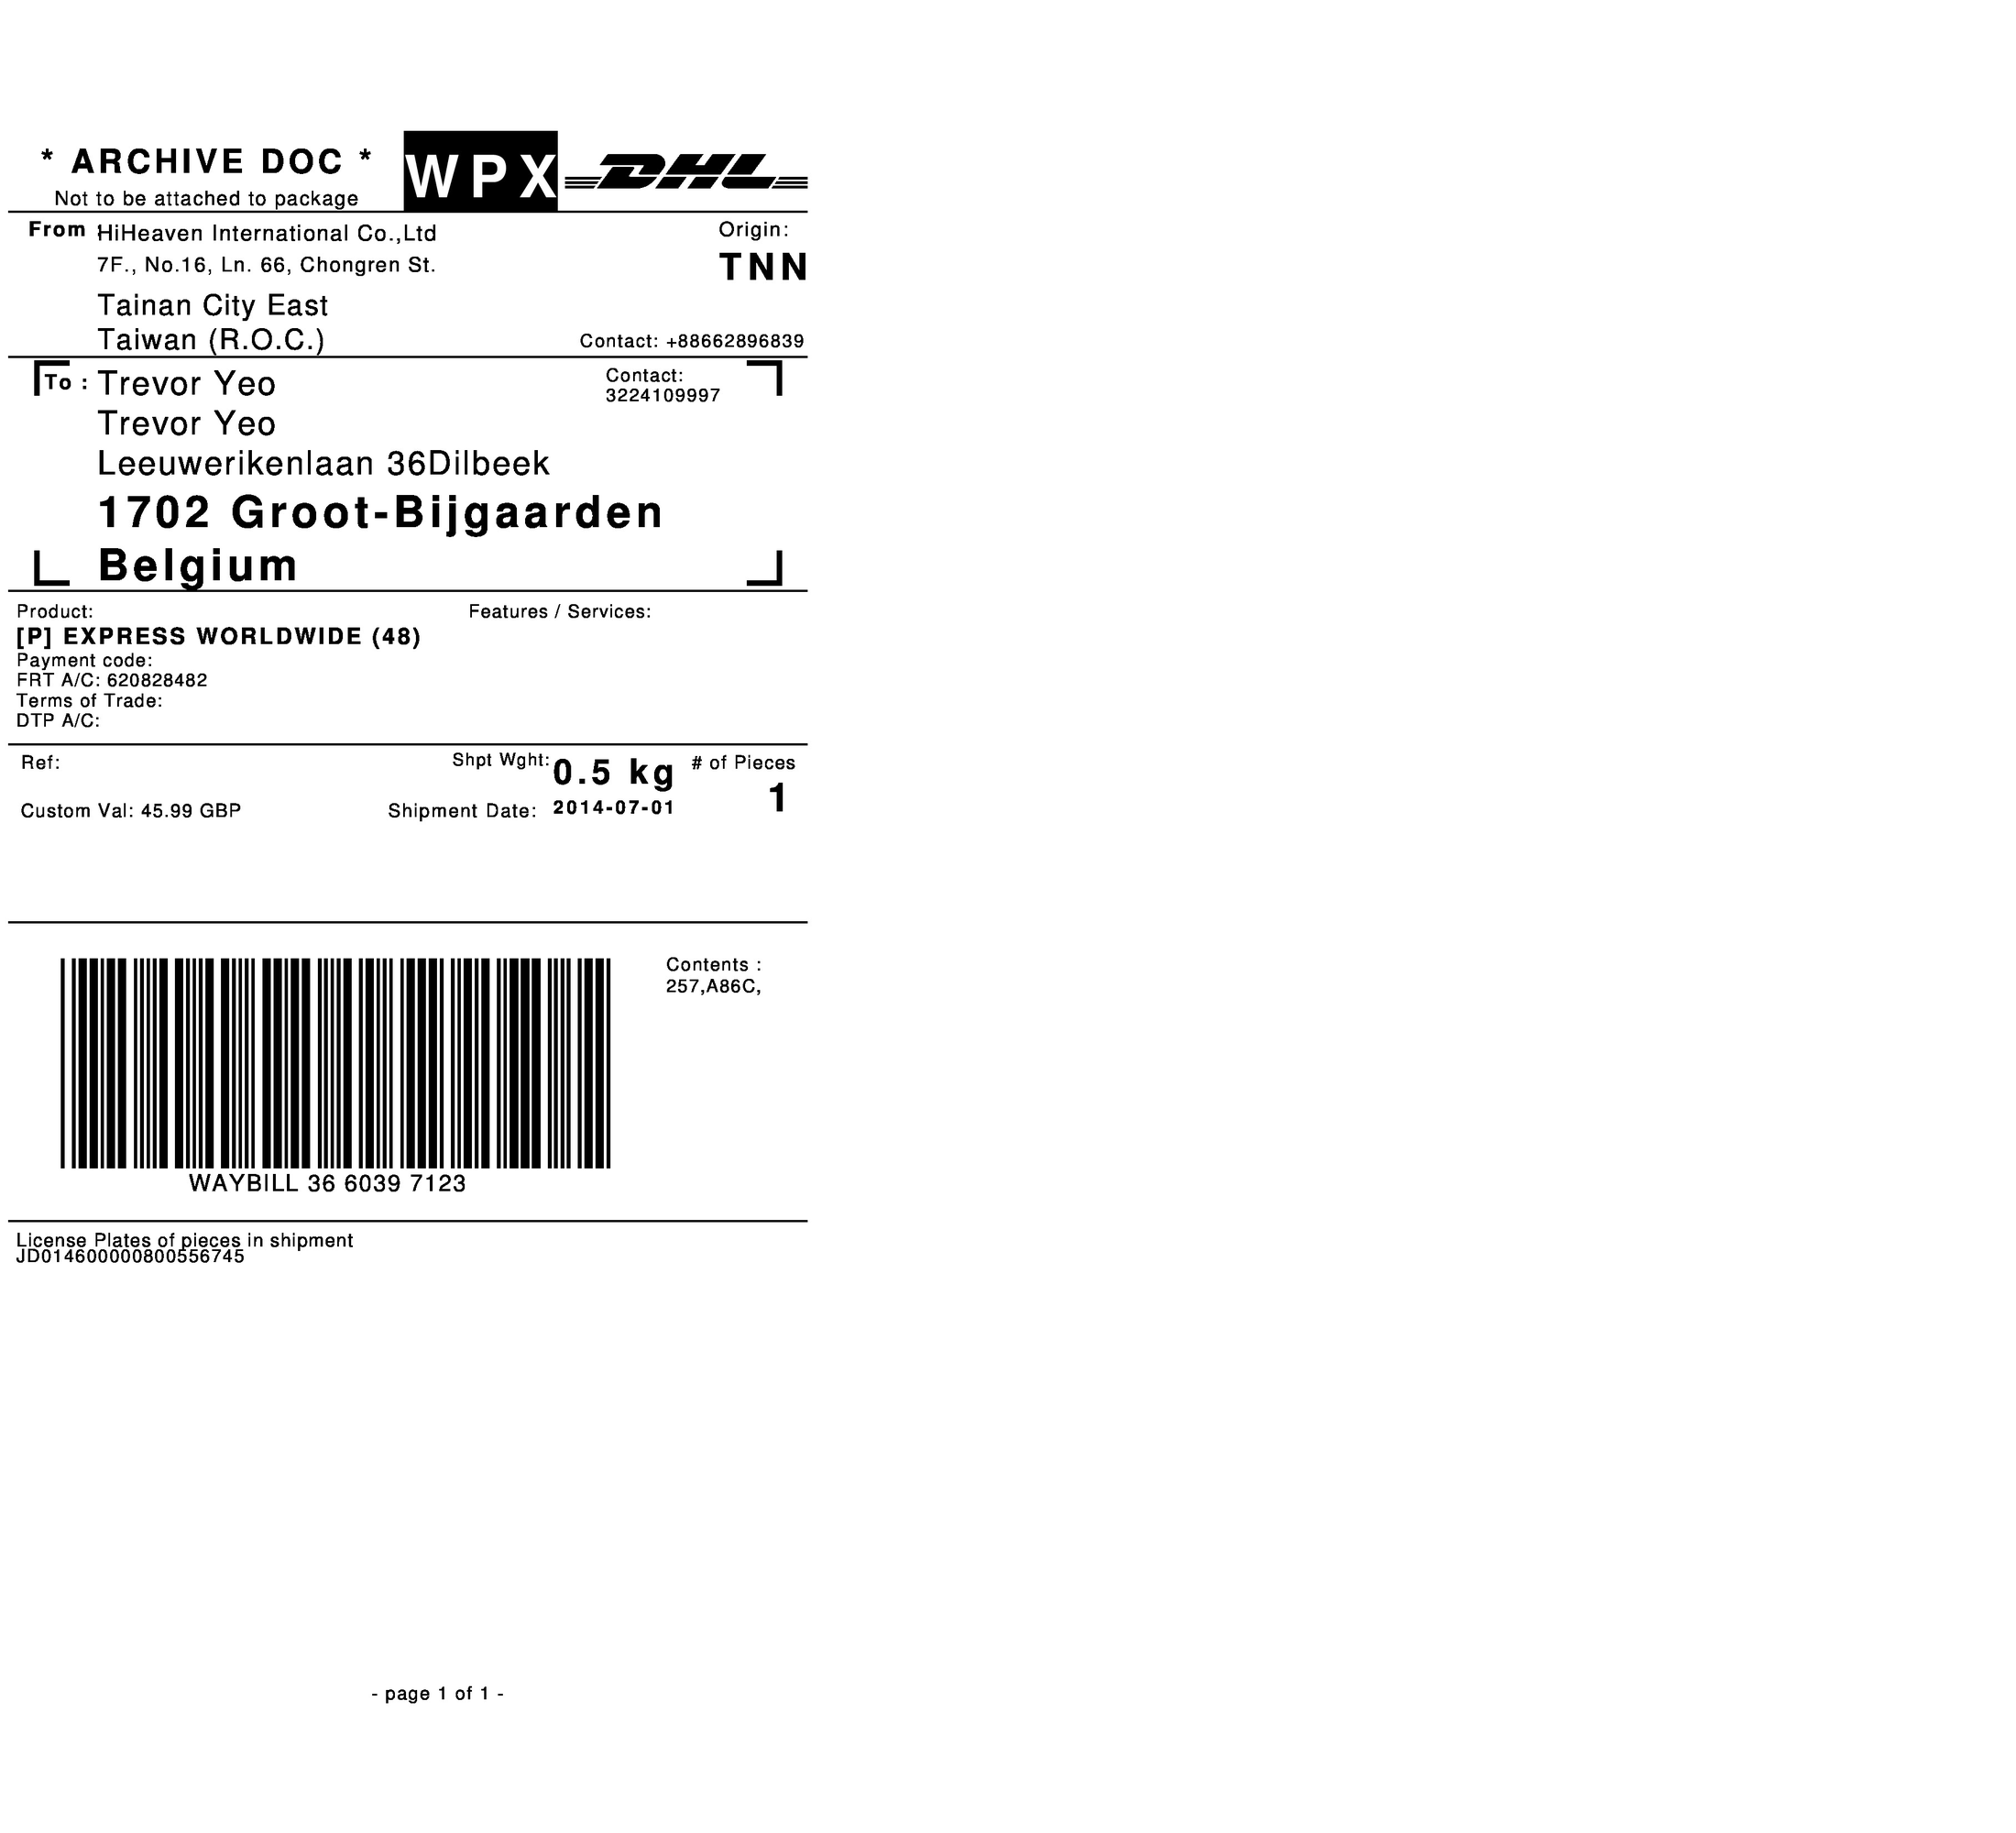 * ARCHIVE DOC *
Not to be attached to package
WPX
DHL
From :
HiHeaven International Co.,Ltd
7F., No.16, Ln. 66, Chongren St.
Tainan City East
Taiwan (R.O.C.)
Origin:
TNN
Contact: +88662896839
To : Trevor Yeo
Trevor Yeo
Leeuwerikenlaan 36Dilbeek
1702 Groot-Bijgaarden
Belgium
Contact:
3224109997
Product:
[P] EXPRESS WORLDWIDE (48)
Payment code:
FRT A/C: 620828482
Terms of Trade:
DTP A/C:
Features / Services:
Ref:
Shpt Wght: 0.5 kg
# of Pieces
1
Custom Val: 45.99 GBP
Shipment Date: 2014-07-01
Contents :
257,A86C,
WAYBILL 36 6039 7123
License Plates of pieces in shipment
JD014600000800556745
- page 1 of 1 -